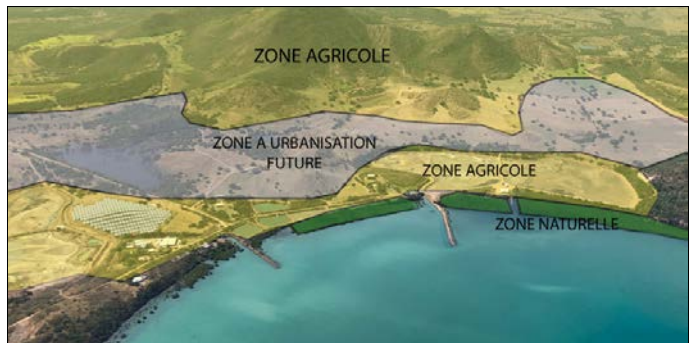 ZONE AGRICOLE
ZONE A URBANISATION
FUTURE
ZONE AGRICOLE
ZONE NATURELLE